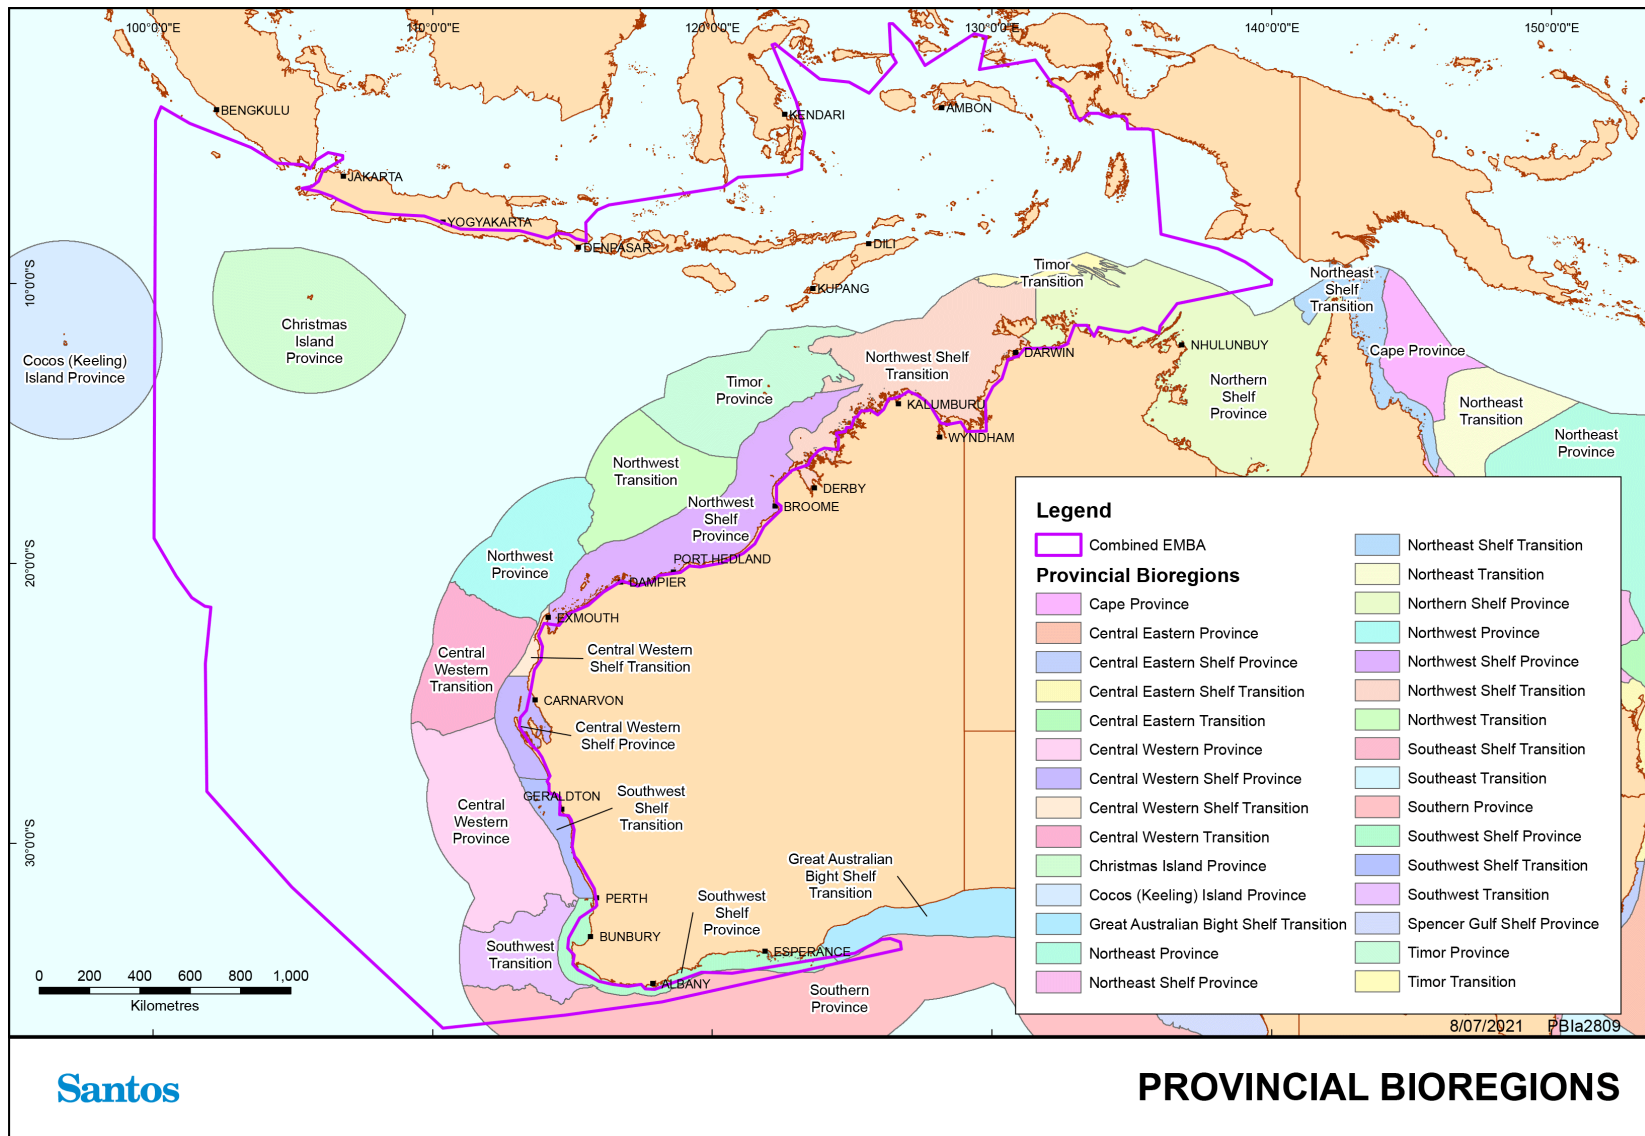 100°0'0"E
110°0'0"E
120°0'0"E
130°0'0"E
140°0'0"E
150°0'0"E
BENGKULU
KENDARI
AMBON
JAKARTA
YOGYAKARTA
DENPASAR
DILI
KUPANG
10°0'0"S
20°0'0"S
30°0'0"S
Timor
Transition
Northeast
Shelf
Transition
Christmas
Island
Province
Cocos (Keeling)
Island Province
Cape Province
DARWIN
NHULUNBUY
Northwest Shelf
Transition
Timor
Province
Northern
Shelf
Province
KALUMBURU
WYNDHAM
Northeast
Transition
Northeast
Province
Northwest
Transition
DERBY
BROOME
Northwest
Shelf
Province
Northwest
Province
PORT HEDLAND
DAMPIER
EXMOUTH
Central Western
Shelf Transition
Central
Western
Transition
CARNARVON
Central Western
Shelf Province
GERALDTON
Southwest
Shelf
Transition
Central
Western
Province
Great Australian
Bight Shelf
Transition
PERTH
Southwest
Shelf
Province
BUNBURY
Southwest
Transition
ESPERANCE
ALBANY
Southern
Province
0 200 400 600 800 1,000
Kilometres
Legend
Combined EMBA
Provincial Bioregions
Cape Province
Central Eastern Province
Central Eastern Shelf Province
Central Eastern Shelf Transition
Central Eastern Transition
Central Western Province
Central Western Shelf Province
Central Western Shelf Transition
Central Western Transition
Christmas Island Province
Cocos (Keeling) Island Province
Great Australian Bight Shelf Transition
Northeast Province
Northeast Shelf Province
Northeast Shelf Transition
Northeast Transition
Northern Shelf Province
Northwest Province
Northwest Shelf Province
Northwest Shelf Transition
Northwest Transition
Southeast Shelf Transition
Southeast Transition
Southern Province
Southwest Shelf Province
Southwest Shelf Transition
Southwest Transition
Spencer Gulf Shelf Province
Timor Province
Timor Transition
8/07/2021 PBIa2809
Santos
PROVINCIAL BIOREGIONS